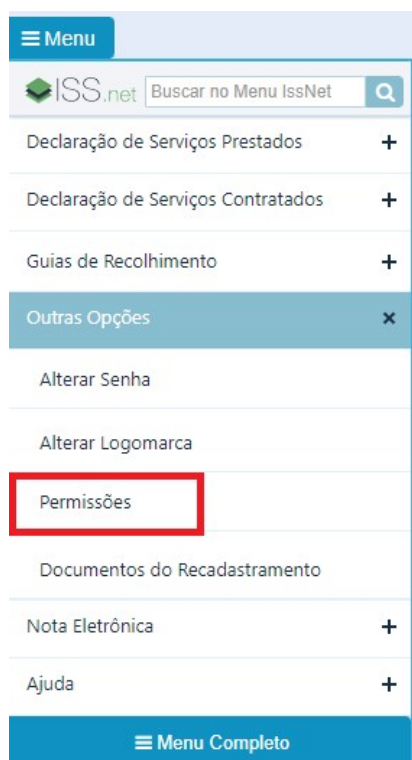 Menu
ISS.net Buscar no Menu IssNet
Declaração de Serviços Prestados
Declaração de Serviços Contratados
Guias de Recolhimento
Outras Opções
Alterar Senha
Alterar Logomarca
Permissões
Documentos do Recadastramento
Nota Eletrônica
Ajuda
Menu Completo